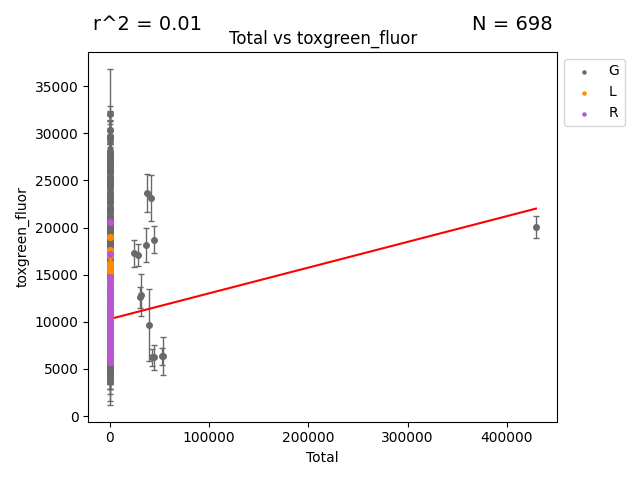 r^2 = 0.01
N = 698
Total vs toxgreen_fluor
G
L
R
35000
30000
25000
20000
15000
10000
5000
0
toxgreen_fluor
0
100000
200000
300000
400000
Total